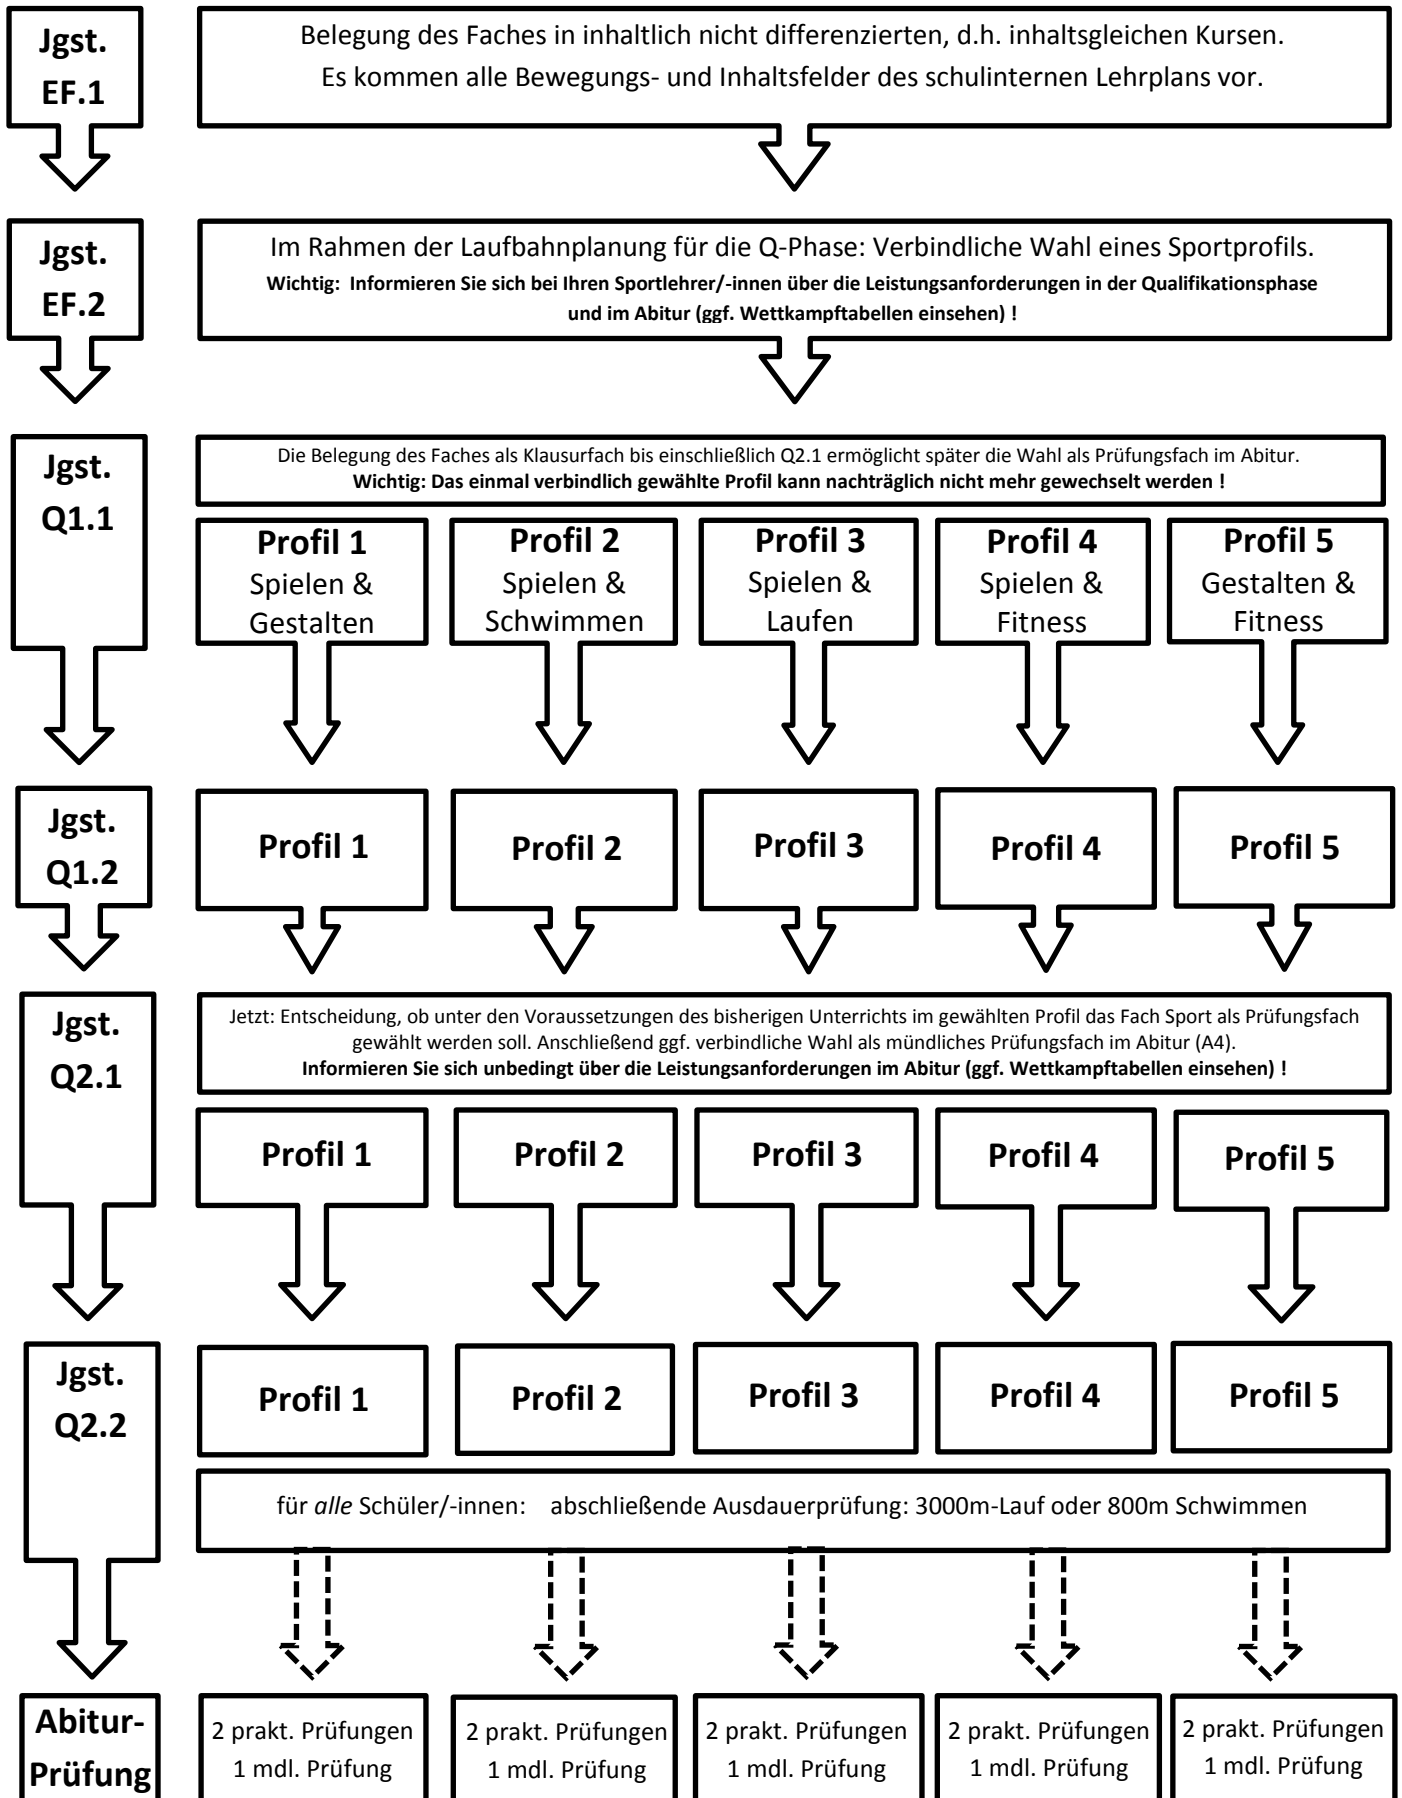 Jgst.
EF.1
Belegung des Faches in inhaltlich nicht differenzierten, d.h. inhaltsgleichen Kursen.
Es kommen alle Bewegungs- und Inhaltsfelder des schulinternen Lehrplans vor.
Jgst.
EF.2
Im Rahmen der Laufbahnplanung für die Q-Phase: Verbindliche Wahl eines Sportprofils.
Wichtig: Informieren Sie sich bei Ihren Sportlehrer/-innen über die Leistungsanforderungen in der Qualifikationsphase
und im Abitur (ggf. Wettkampftabellen einsehen) !
Jgst.
Q1.1
Die Belegung des Faches als Klausurfach bis einschließlich Q2.1 ermöglicht später die Wahl als Prüfungsfach im Abitur.
Wichtig: Das einmal verbindlich gewählte Profil kann nachträglich nicht mehr gewechselt werden !
Profil 1
Spielen &
Gestalten
Profil 2
Spielen &
Schwimmen
Profil 3
Spielen &
Laufen
Profil 4
Spielen &
Fitness
Profil 5
Gestalten &
Fitness
Jgst.
Q1.2
Profil 1
Profil 2
Profil 3
Profil 4
Profil 5
Jgst.
Q2.1
Jetzt: Entscheidung, ob unter den Voraussetzungen des bisherigen Unterrichts im gewählten Profil das Fach Sport als Prüfungsfach
gewählt werden soll. Anschließend ggf. verbindliche Wahl als mündliches Prüfungsfach im Abitur (A4).
Informieren Sie sich unbedingt über die Leistungsanforderungen im Abitur (ggf. Wettkampftabellen einsehen) !
Profil 1
Profil 2
Profil 3
Profil 4
Profil 5
Jgst.
Q2.2
Profil 1
Profil 2
Profil 3
Profil 4
Profil 5
für alle Schüler/-innen: abschließende Ausdauerprüfung: 3000m-Lauf oder 800m Schwimmen
Abitur-
Prüfung
2 prakt. Prüfungen
1 mdl. Prüfung
2 prakt. Prüfungen
1 mdl. Prüfung
2 prakt. Prüfungen
1 mdl. Prüfung
2 prakt. Prüfungen
1 mdl. Prüfung
2 prakt. Prüfungen
1 mdl. Prüfung